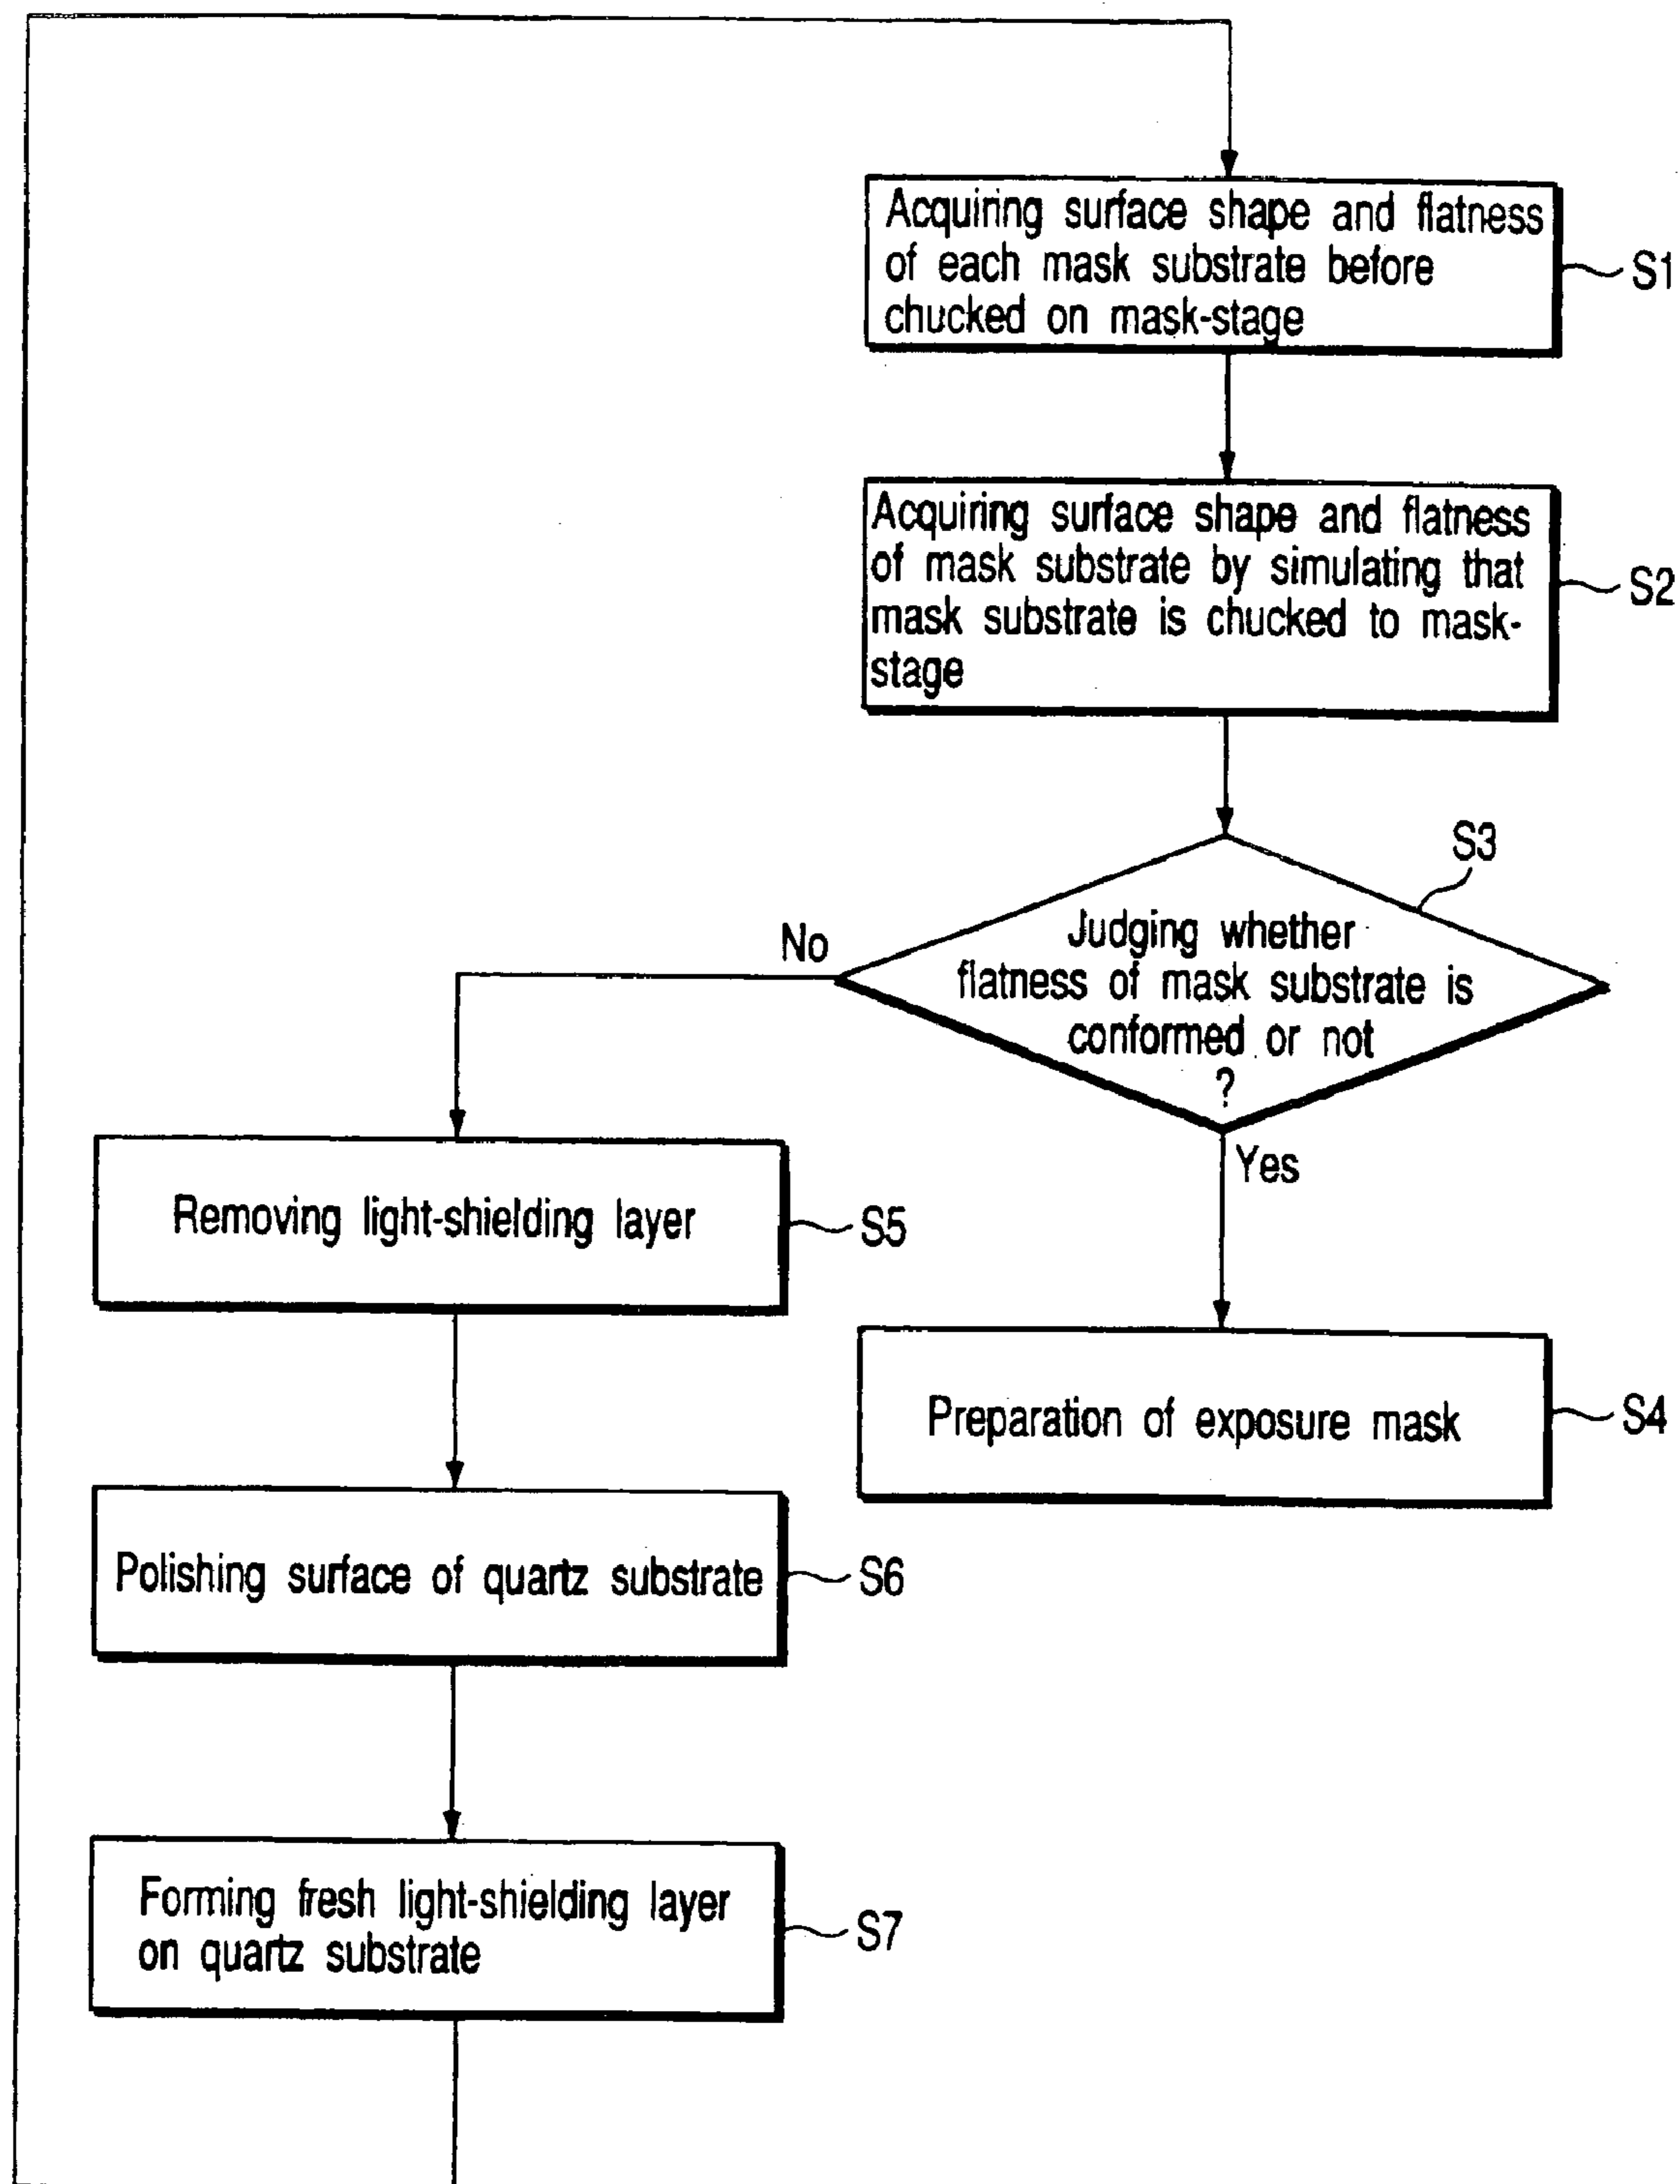 Acquiring surface shape and flatness
of each mask substrate before
chucked on mask-stage
S1
Acquiring surface shape and flatness
of mask substrate by simulating that
mask substrate is chucked to mask-
stage
S2
S3
Judging whether
flatness of mask substrate is
conformed or not
?
No
Yes
Removing light-shielding layer
S5
Preparation of exposure mask
S4
Polishing surface of quartz substrate
S6
Forming fresh light-shielding layer
on quartz substrate
S7